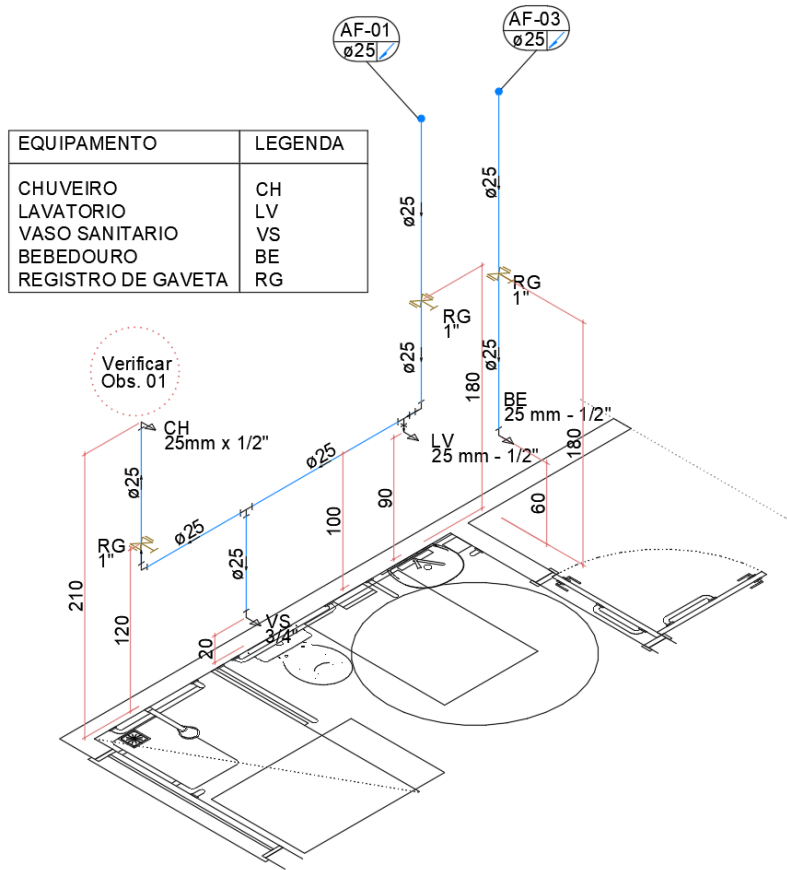 AF-01
ø25
AF-03
ø25
EQUIPAMENTO LEGENDA
CHUVEIRO CH
LAVATORIO LV
VASO SANITARIO VS
BEBEDOURO BE
REGISTRO DE GAVETA RG
ø25
ø25
RG
1"
RG
1"
ø25
ø25
180
Verificar
Obs. 01
CH
25mm x 1/2"
BE
25 mm - 1/2"
LV
25 mm - 1/2"
180
ø25
ø25
90
60
100
ø25
RG
1"
ø25
210
120
VS
3/4"
20